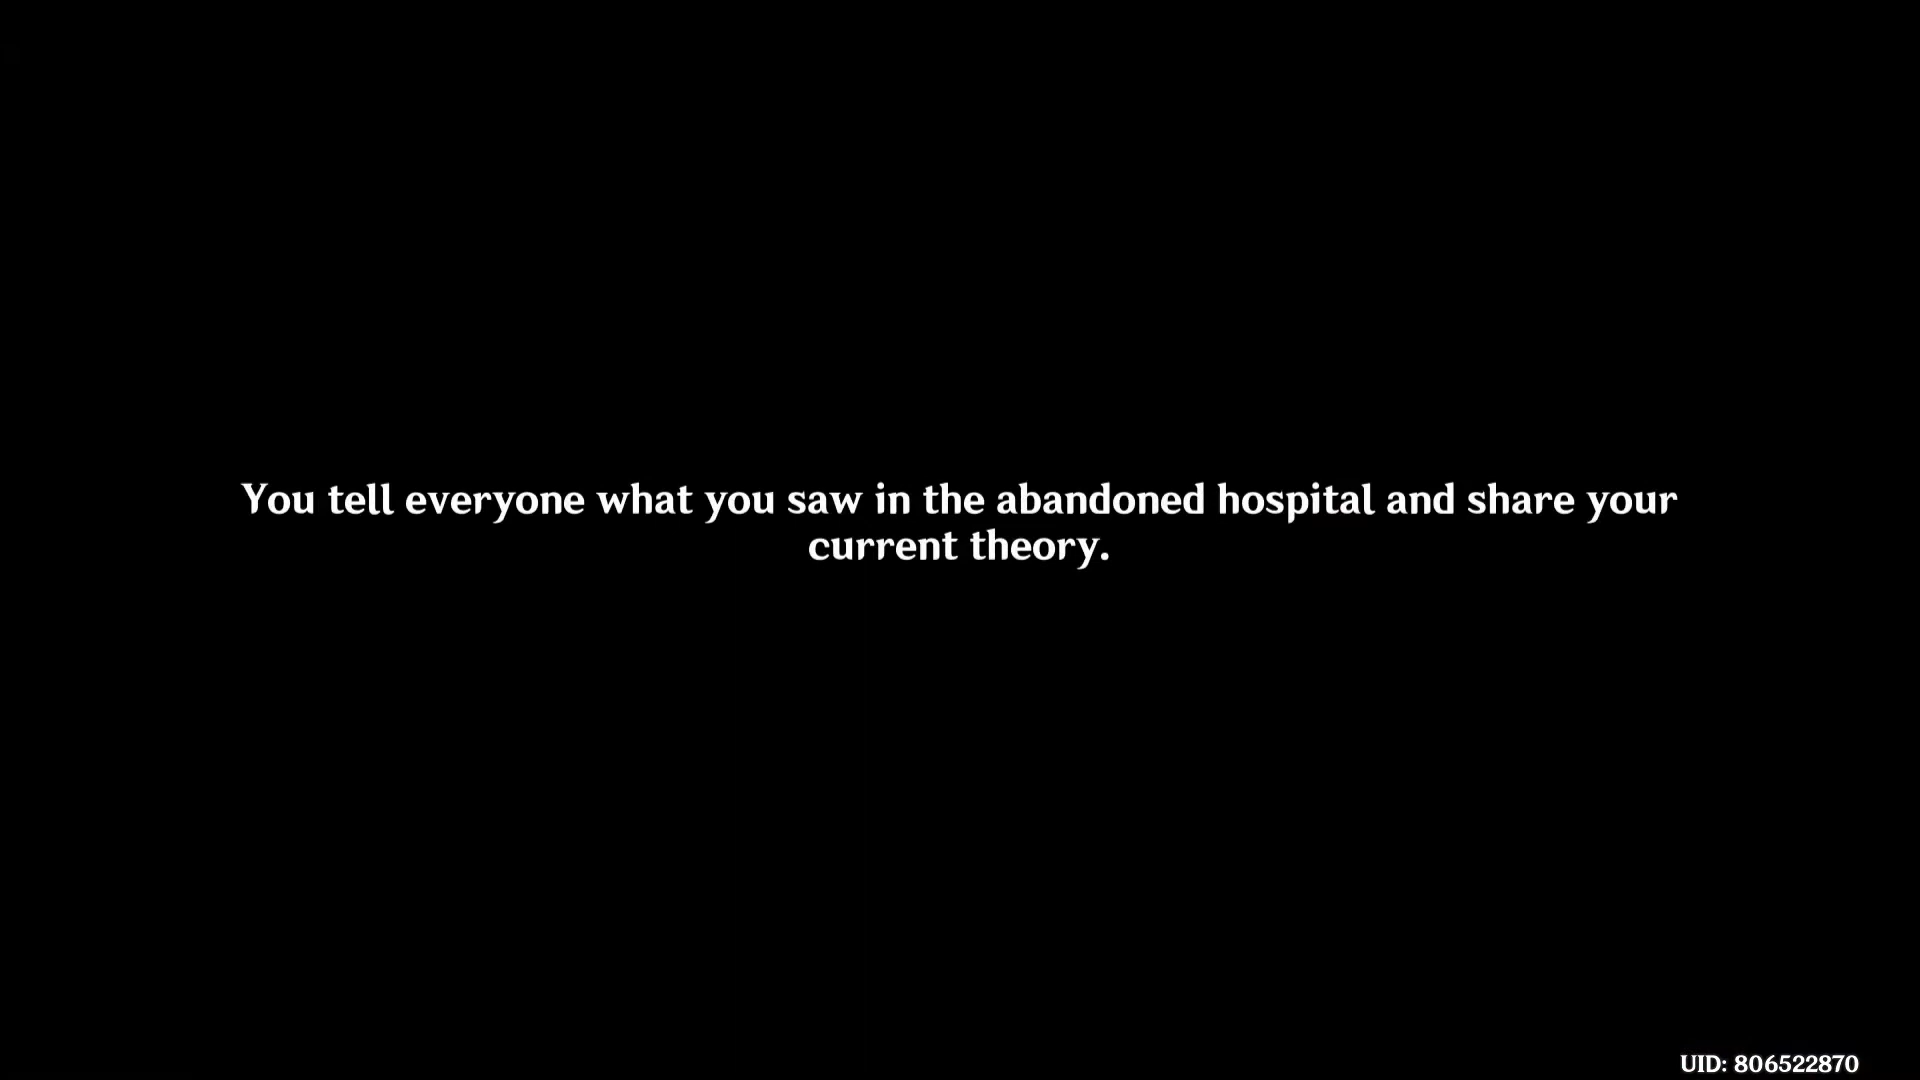 You tell everyone what you saw in the abandoned hospital and share your
current theory.
UID: 806522870